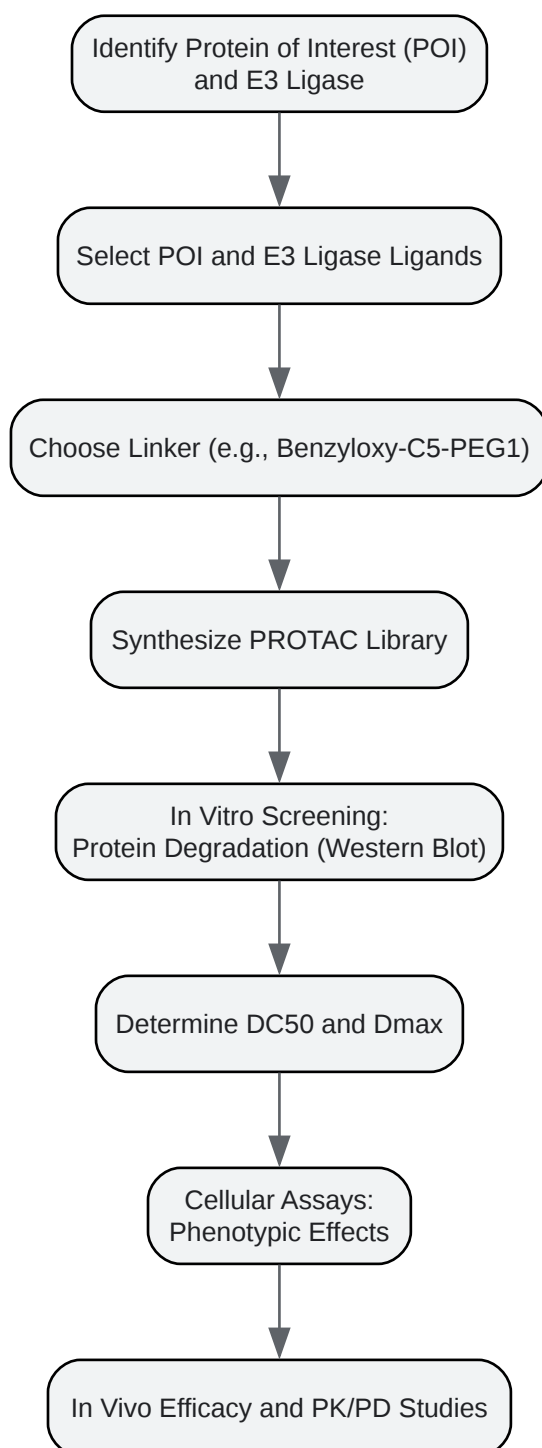 Identify Protein of Interest (POI)
and E3 Ligase
Select POI and E3 Ligase Ligands
Choose Linker (e.g., Benzyloxy-C5-PEG1)
Synthesize PROTAC Library
In Vitro Screening:
Protein Degradation (Western Blot)
Determine DC50 and Dmax
Cellular Assays:
Phenotypic Effects
In Vivo Efficacy and PK/PD Studies